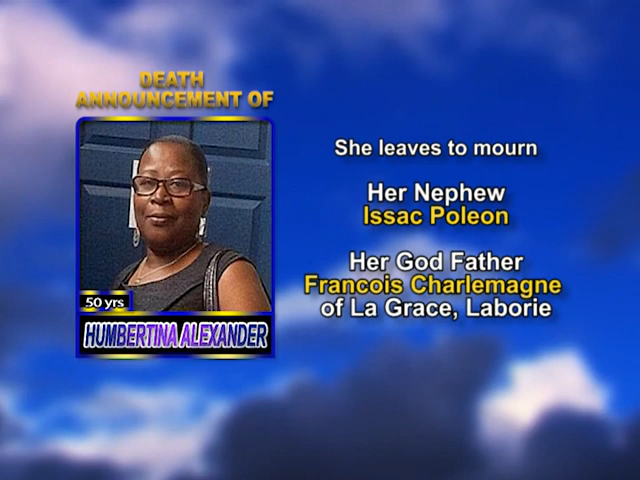 DEATH
ANNOUNCEMENT OF
50 yrs
HUMBERTINA ALEXANDER
She leaves to mourn
Her Nephew
Issac Poleon
Her God Father
Francois Charlemagne
of La Grace, Laborie